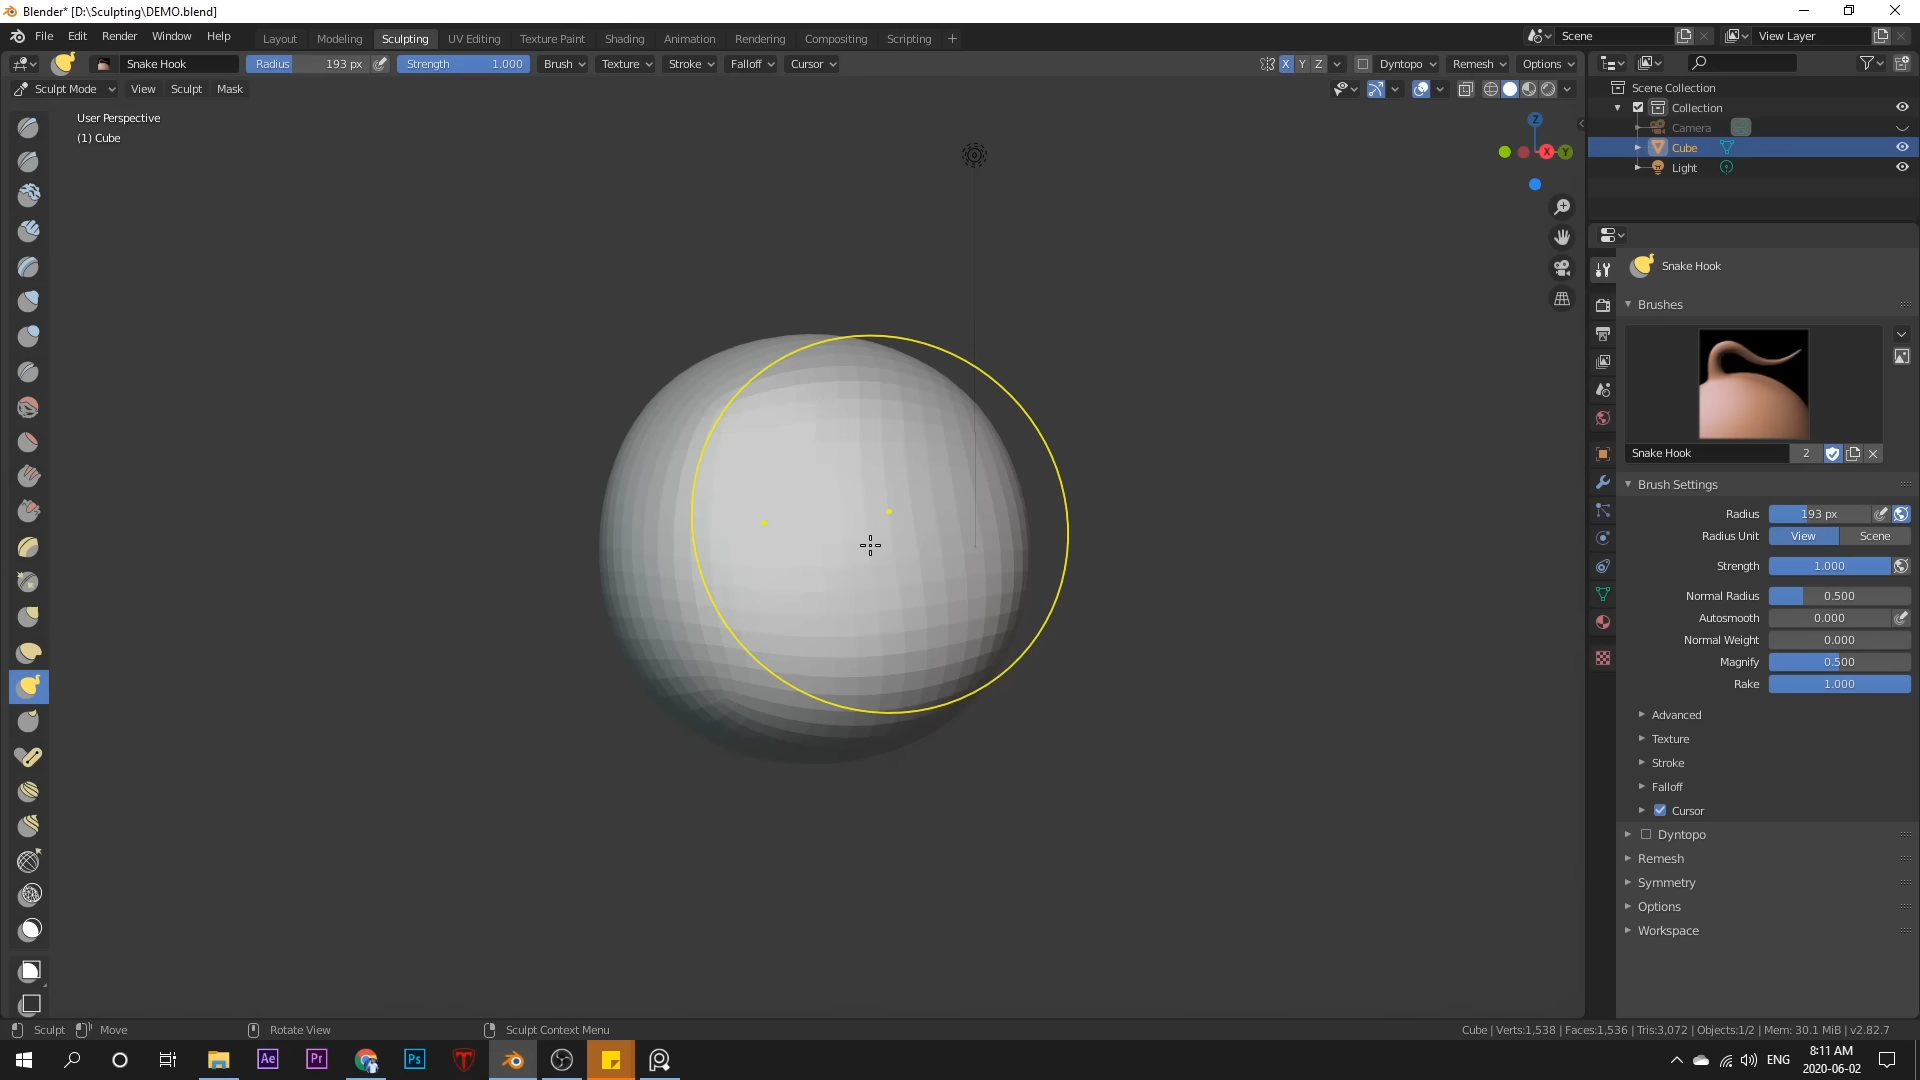 Blender* [D:\Sculpting\DEMO.blend]
File Edit Render Window Help
Layout Modeling Sculpting UV Editing Texture Paint Shading Animation Rendering Compositing Scripting +
Scene
View Layer
Snake Hook
Radius 193 px
Strength 1.000
Brush Texture Stroke Falloff Cursor
X Y Z
Dyntopo Remesh Options
Sculpt Mode View Sculpt Mask
User Perspective
(1) Cube
Z
X
Y
Scene Collection
Collection
Camera
Cube
Light
Snake Hook
Brushes
Snake Hook 2
Brush Settings
Radius 193 px
Radius Unit View Scene
Strength 1.000
Normal Radius 0.500
Autosmooth 0.000
Normal Weight 0.000
Magnify 0.500
Rake 1.000
Advanced
Texture
Stroke
Falloff
Cursor
Dyntopo
Remesh
Symmetry
Options
Workspace
Sculpt Move Rotate View Sculpt Context Menu
Cube | Verts:1,538 | Faces:1,536 | Tris:3,072 | Objects:1/2 | Mem: 30.1 MiB | v2.82.7
Ae Pr Ps
ENG
8:11 AM
2020-06-02